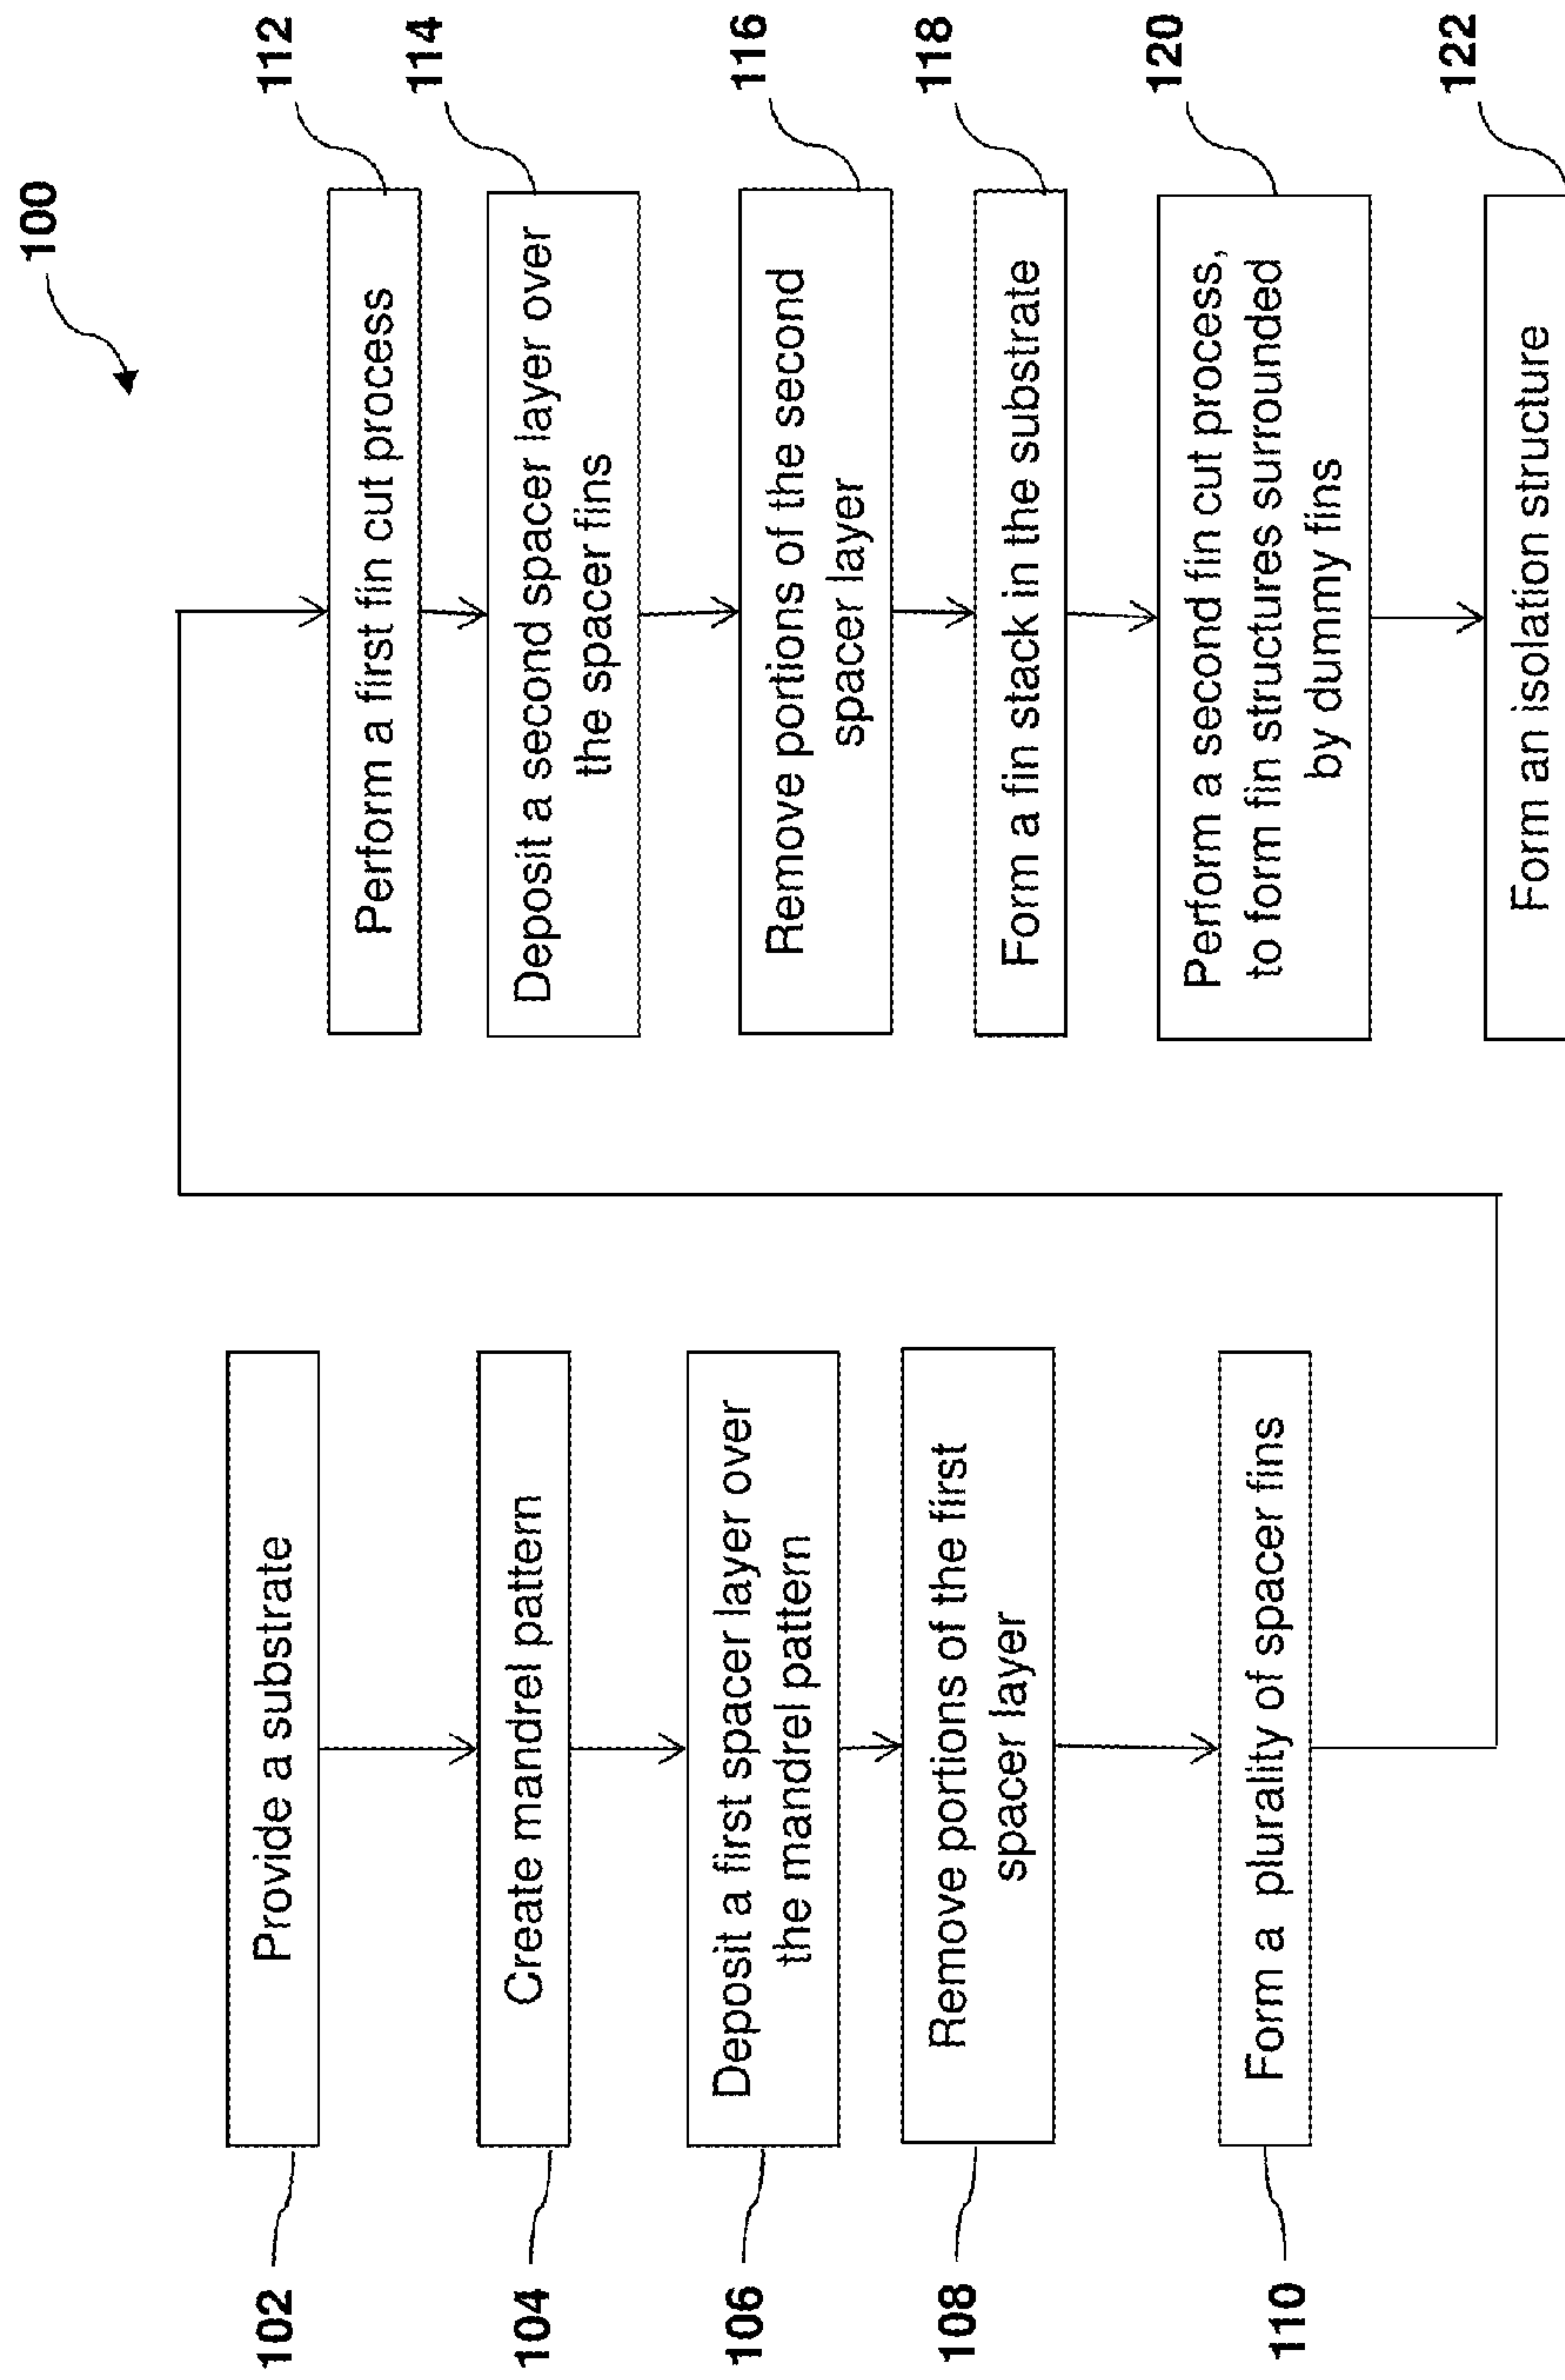 100
102
Provide a substrate
104
Create mandrel pattern
106
Deposit a first spacer layer over
the mandrel pattern
108
Remove portions of the first
spacer layer
110
Form a plurality of spacer fins
112
Perform a first fin cut process
114
Deposit a second spacer layer over
the spacer fins
116
Remove portions of the second
spacer layer
118
Form a fin stack in the substrate
120
Perform a second fin cut process,
to form fin structures surrounded
by dummy fins
122
Form an isolation structure